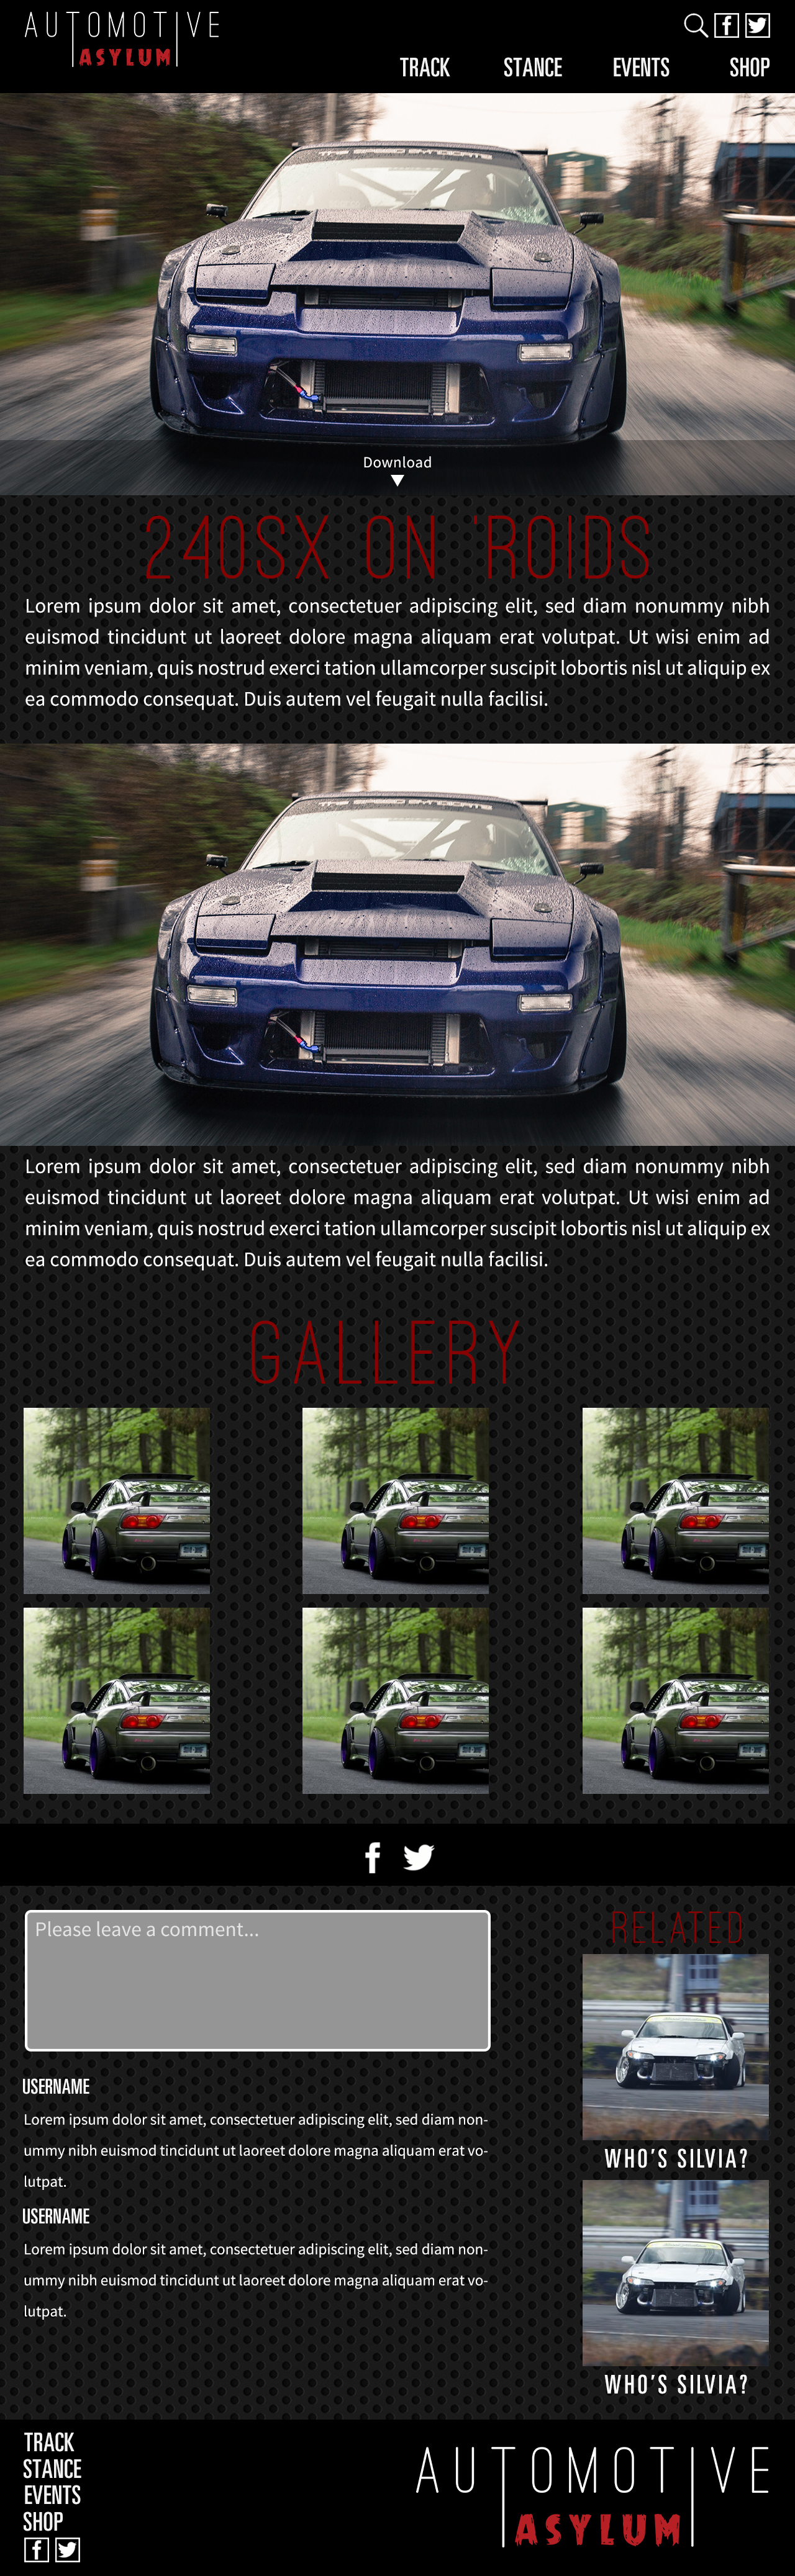 AUTOMOTIVE
ASYLUM
TRACK STANCE EVENTS SHOP
Download
240SX ON 'ROIDS
Lorem ipsum dolor sit amet, consectetuer adipiscing elit, sed diam nonummy nibh
euismod tincidunt ut laoreet dolore magna aliquam erat volutpat. Ut wisi enim ad
minim veniam, quis nostrud exerci tation ullamcorper suscipit lobortis nisl ut aliquip ex
ea commodo consequat. Duis autem vel feugait nulla facilisi.
Lorem ipsum dolor sit amet, consectetuer adipiscing elit, sed diam nonummy nibh
euismod tincidunt ut laoreet dolore magna aliquam erat volutpat. Ut wisi enim ad
minim veniam, quis nostrud exerci tation ullamcorper suscipit lobortis nisl ut aliquip ex
ea commodo consequat. Duis autem vel feugait nulla facilisi.
GALLERY
Please leave a comment...
USERNAME
Lorem ipsum dolor sit amet, consectetuer adipiscing elit, sed diam non-
ummy nibh euismod tincidunt ut laoreet dolore magna aliquam erat vo-
lutpat.
USERNAME
Lorem ipsum dolor sit amet, consectetuer adipiscing elit, sed diam non-
ummy nibh euismod tincidunt ut laoreet dolore magna aliquam erat vo-
lutpat.
RELATED
WHO'S SILVIA?
WHO'S SILVIA?
TRACK
STANCE
EVENTS
SHOP
AUTOMOTIVE
ASYLUM